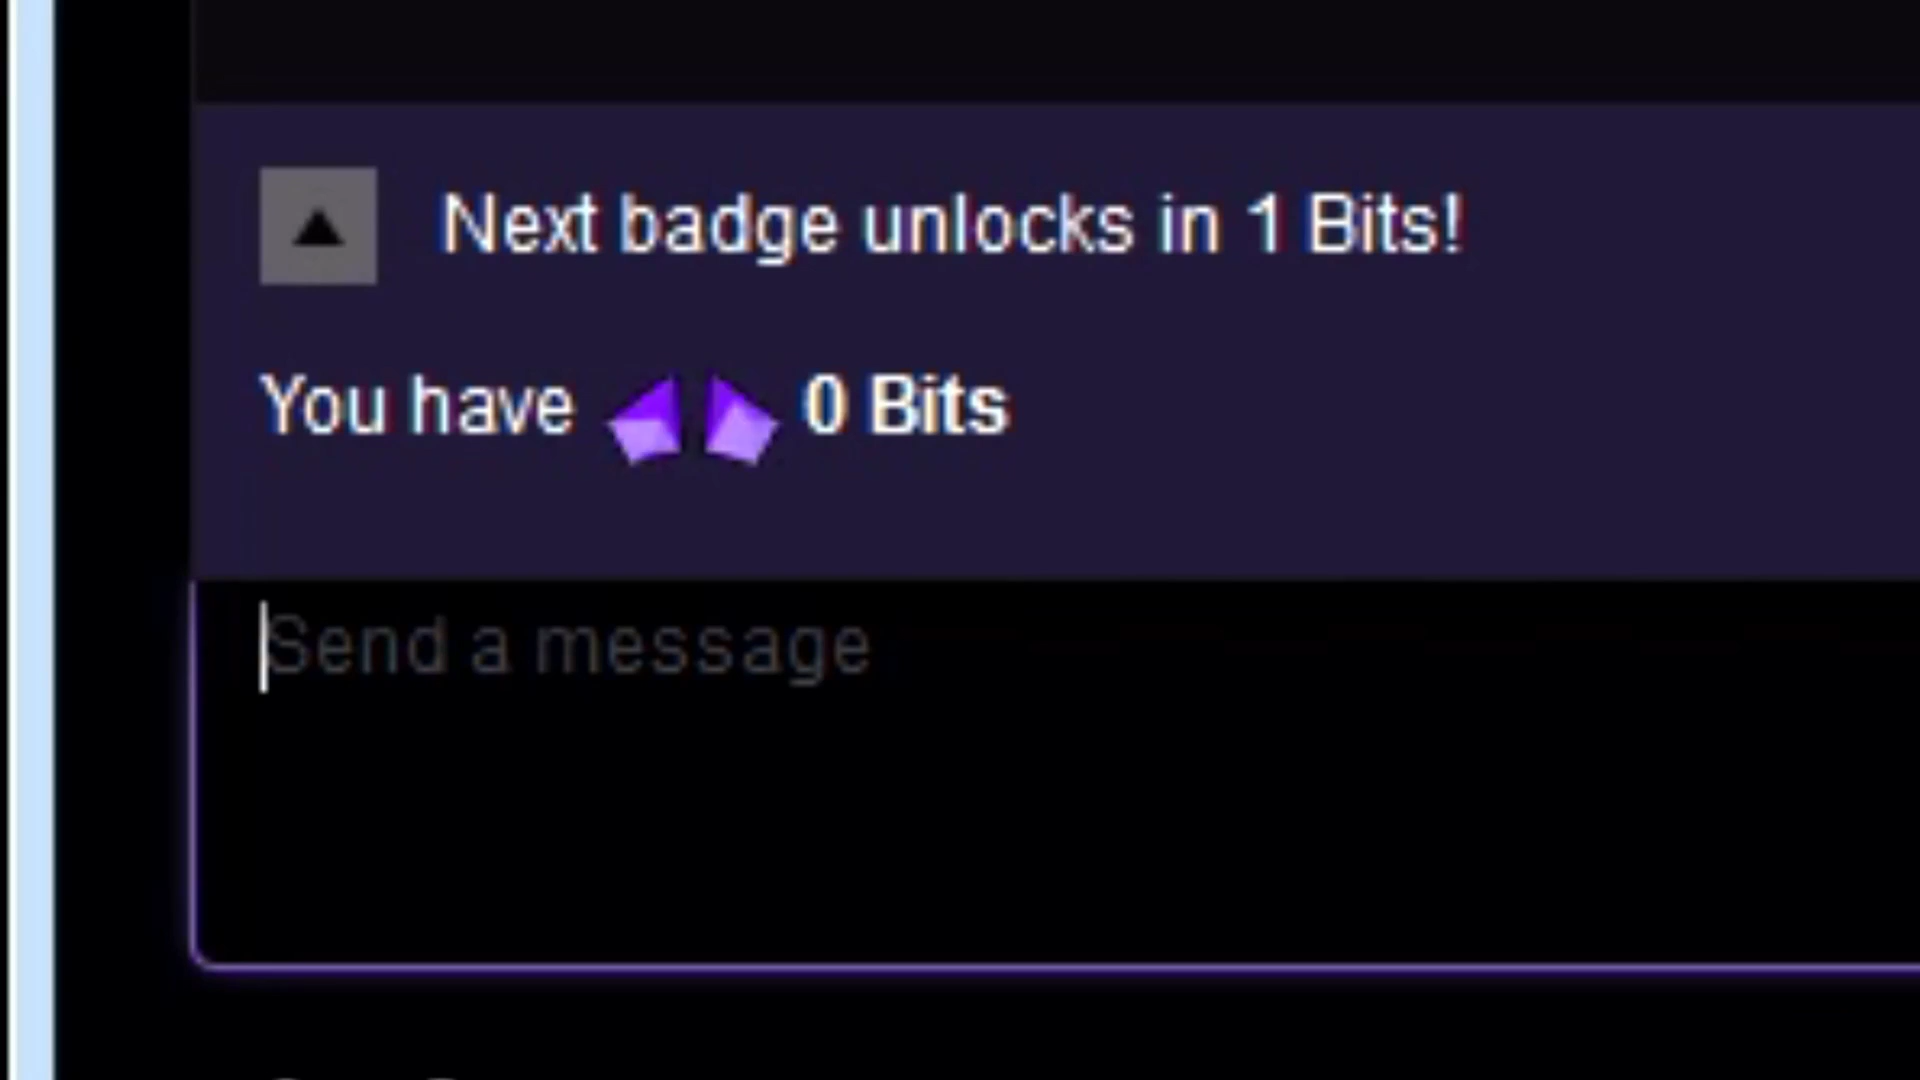 Next badge unlocks in 1 Bits!
You have 0 Bits
Send a message